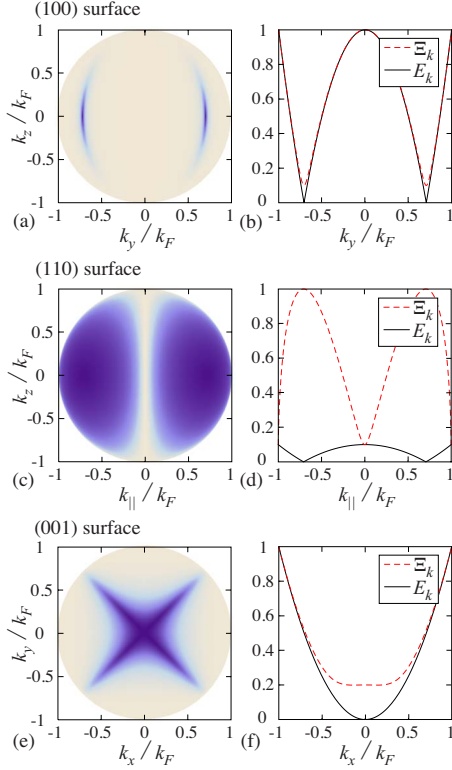 (100) surface
1
0.5
0
-0.5
-1
k_z / k_F
-1 -0.5 0 0.5 1
(a) k_y / k_F
1
0.8
0.6
0.4
0.2
0
Ξ_k
E_k
-1 -0.5 0 0.5 1
(b) k_y / k_F
(110) surface
1
0.5
0
-0.5
-1
k_z / k_F
-1 -0.5 0 0.5 1
(c) k_|| / k_F
1
0.8
0.6
0.4
0.2
0
Ξ_k
E_k
-1 -0.5 0 0.5 1
(d) k_|| / k_F
(001) surface
1
0.5
0
-0.5
-1
k_y / k_F
-1 -0.5 0 0.5 1
(e) k_x / k_F
1
0.8
0.6
0.4
0.2
0
Ξ_k
E_k
-1 -0.5 0 0.5 1
(f) k_x / k_F